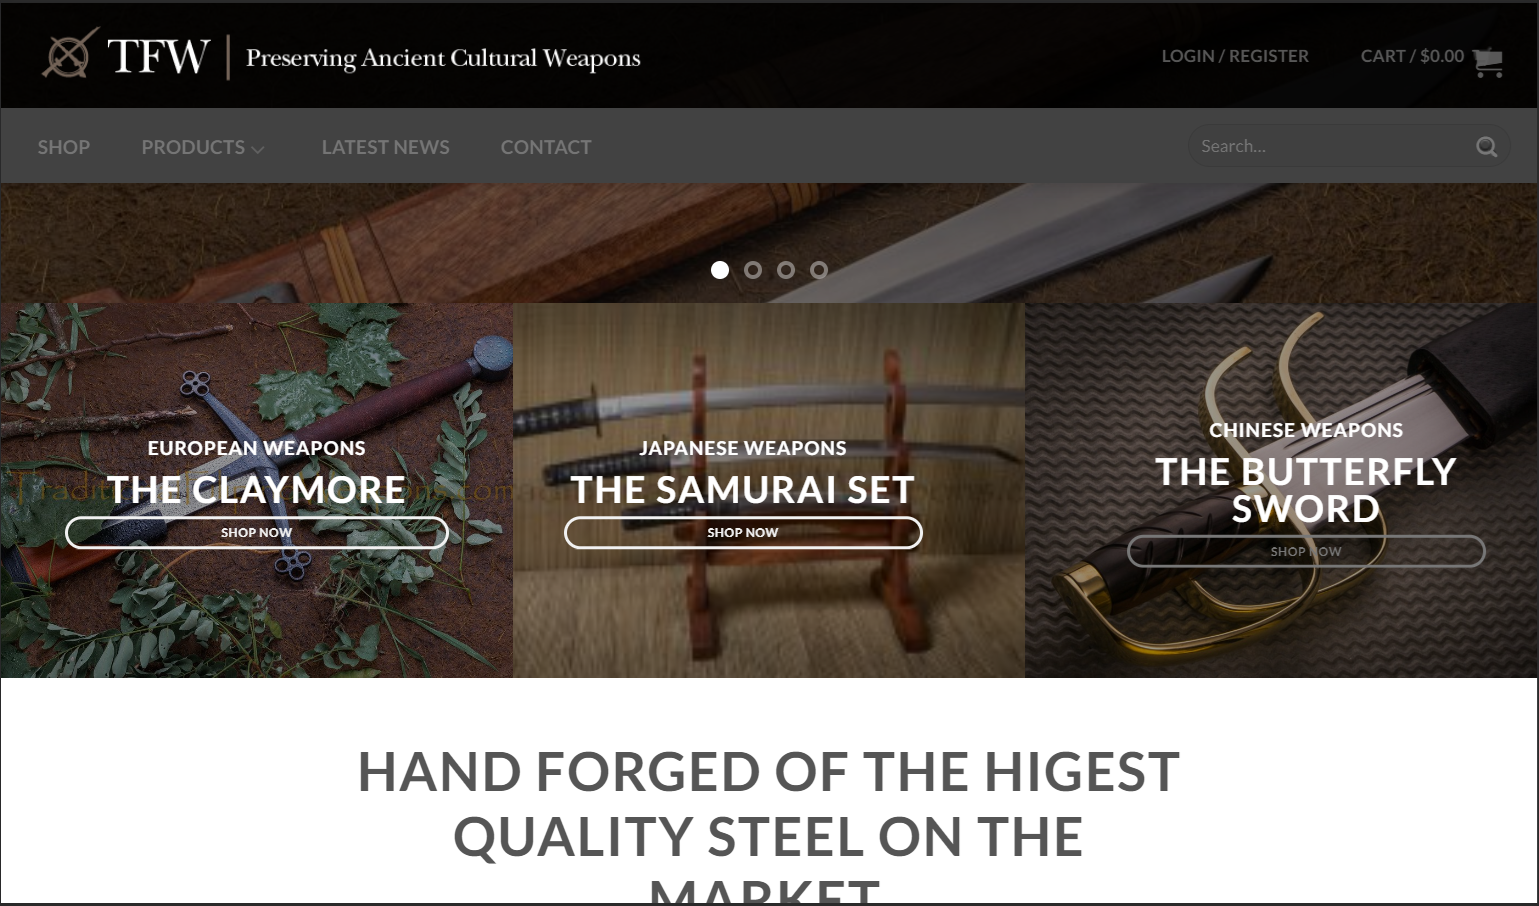 TFW | Preserving Ancient Cultural Weapons
LOGIN / REGISTER
CART / $0.00
SHOP
PRODUCTS
LATEST NEWS
CONTACT
Search...
EUROPEAN WEAPONS
THE CLAYMORE
SHOP NOW
JAPANESE WEAPONS
THE SAMURAI SET
SHOP NOW
CHINESE WEAPONS
THE BUTTERFLY
SWORD
SHOP NOW
HAND FORGED OF THE HIGEST
QUALITY STEEL ON THE
MARKET